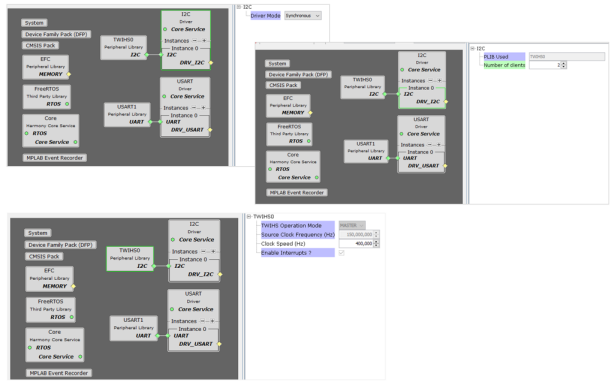 I2C
Driver Mode
Synchronous
System
Device Family Pack (DFP)
CMSIS Pack
EFC
Peripheral Library
MEMORY
FreeRTOS
Third Party Library
RTOS
Core
Harmony Core Service
RTOS
Core Service
MPLAB Event Recorder
TWIHS0
Peripheral Library
I2C
USART1
Peripheral Library
UART
I2C
Driver
Core Service
Instances - - +
Instance 0
I2C
DRV_I2C
USART
Driver
Core Service
Instances - - +
Instance 0
UART
DRV_USART
I2C
PLIB Used
TWIHS0
Number of clients
System
Device Family Pack (DFP)
CMSIS Pack
EFC
Peripheral Library
MEMORY
FreeRTOS
Third Party Library
RTOS
Core
Harmony Core Service
RTOS
Core Service
MPLAB Event Recorder
TWIHS0
Peripheral Library
I2C
USART1
Peripheral Library
UART
I2C
Driver
Core Service
Instances - - +
Instance 0
I2C
DRV_I2C
USART
Driver
Core Service
Instances - - +
Instance 0
UART
DRV_USART
TWIHS0
TWIHS Operation Mode
MASTER
Source Clock Frequency (Hz)
150,000,000
Clock Speed (Hz)
400,000
Enable Interrupts ?
System
Device Family Pack (DFP)
CMSIS Pack
EFC
Peripheral Library
MEMORY
FreeRTOS
Third Party Library
RTOS
Core
Harmony Core Service
RTOS
Core Service
MPLAB Event Recorder
TWIHS0
Peripheral Library
I2C
USART1
Peripheral Library
UART
I2C
Driver
Core Service
Instances - - +
Instance 0
I2C
DRV_I2C
USART
Driver
Core Service
Instances - - +
Instance 0
UART
DRV_USART